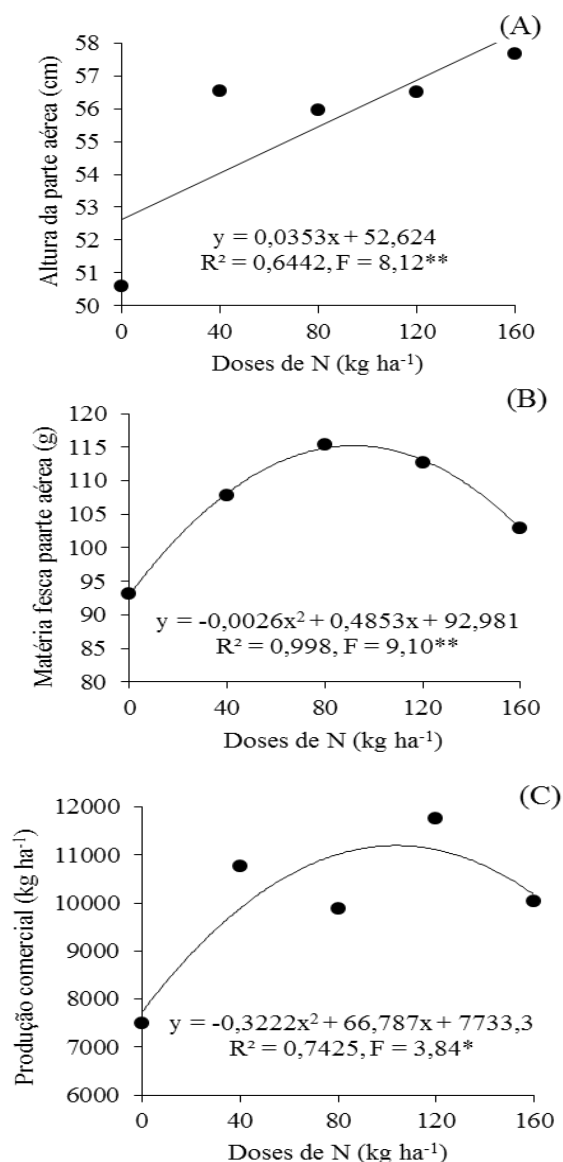 (A)
Altura da parte aérea (cm)
58
57
56
54
53
52
51
50
y = 0,0353x + 52,624
R² = 0,6442, F = 8,12**
0 40 80 120 160
Doses de N (kg ha⁻¹)
(B)
Matéria fesca paarte aérea (g)
120
115
110
105
100
95
90
85
80
y = -0,0026x² + 0,4853x + 92,981
R² = 0,998, F = 9,10**
0 40 80 120 160
Doses de N (kg ha⁻¹)
(C)
Produção comercial (kg ha⁻¹)
12000
11000
10000
9000
8000
7000
6000
y = -0,3222x² + 66,787x + 7733,3
R² = 0,7425, F = 3,84*
0 40 80 120 160
Doses de N (kg ha⁻¹)